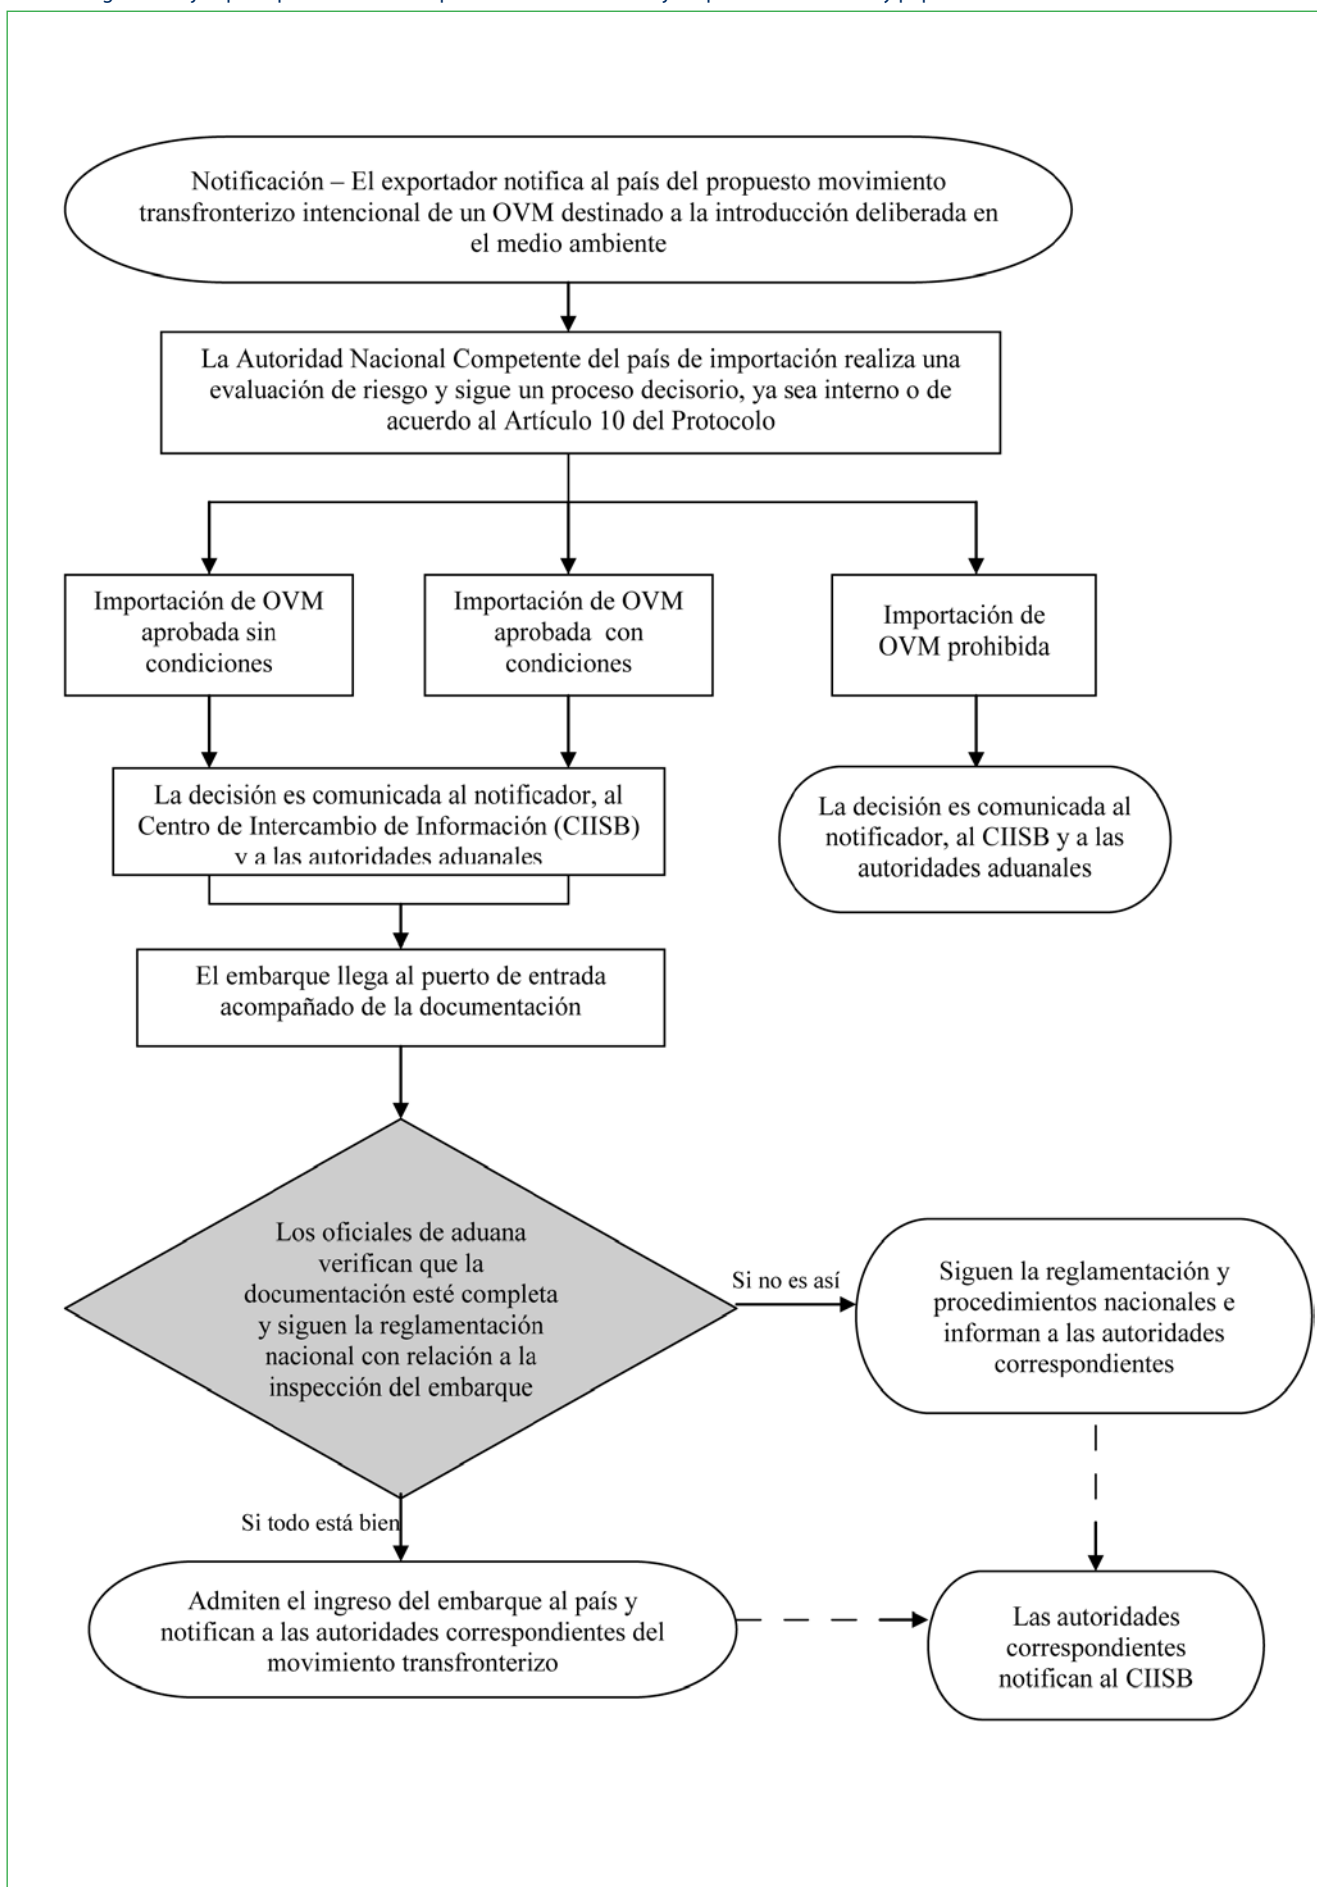 Notificación – El exportador notifica al país del propuesto movimiento
transfronterizo intencional de un OVM destinado a la introducción deliberada en
el medio ambiente
La Autoridad Nacional Competente del país de importación realiza una
evaluación de riesgo y sigue un proceso decisorio, ya sea interno o de
acuerdo al Artículo 10 del Protocolo
Importación de OVM
aprobada sin
condiciones
Importación de OVM
aprobada con
condiciones
Importación de
OVM prohibida
La decisión es comunicada al notificador, al
Centro de Intercambio de Información (CIISB)
y a las autoridades aduanales
La decisión es comunicada al
notificador, al CIISB y a las
autoridades aduanales
El embarque llega al puerto de entrada
acompañado de la documentación
Los oficiales de aduana
verifican que la
documentación esté completa
y siguen la reglamentación
nacional con relación a la
inspección del embarque
Si no es así
Siguen la reglamentación y
procedimientos nacionales e
informan a las autoridades
correspondientes
Si todo está bien
Admiten el ingreso del embarque al país y
notifican a las autoridades correspondientes del
movimiento transfronterizo
Las autoridades
correspondientes
notifican al CIISB